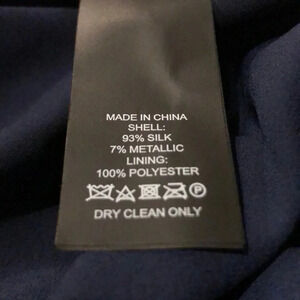 MADE IN CHINA
SHELL:
93% SILK
7% METALLIC
LINING:
100% POLYESTER
DRY CLEAN ONLY